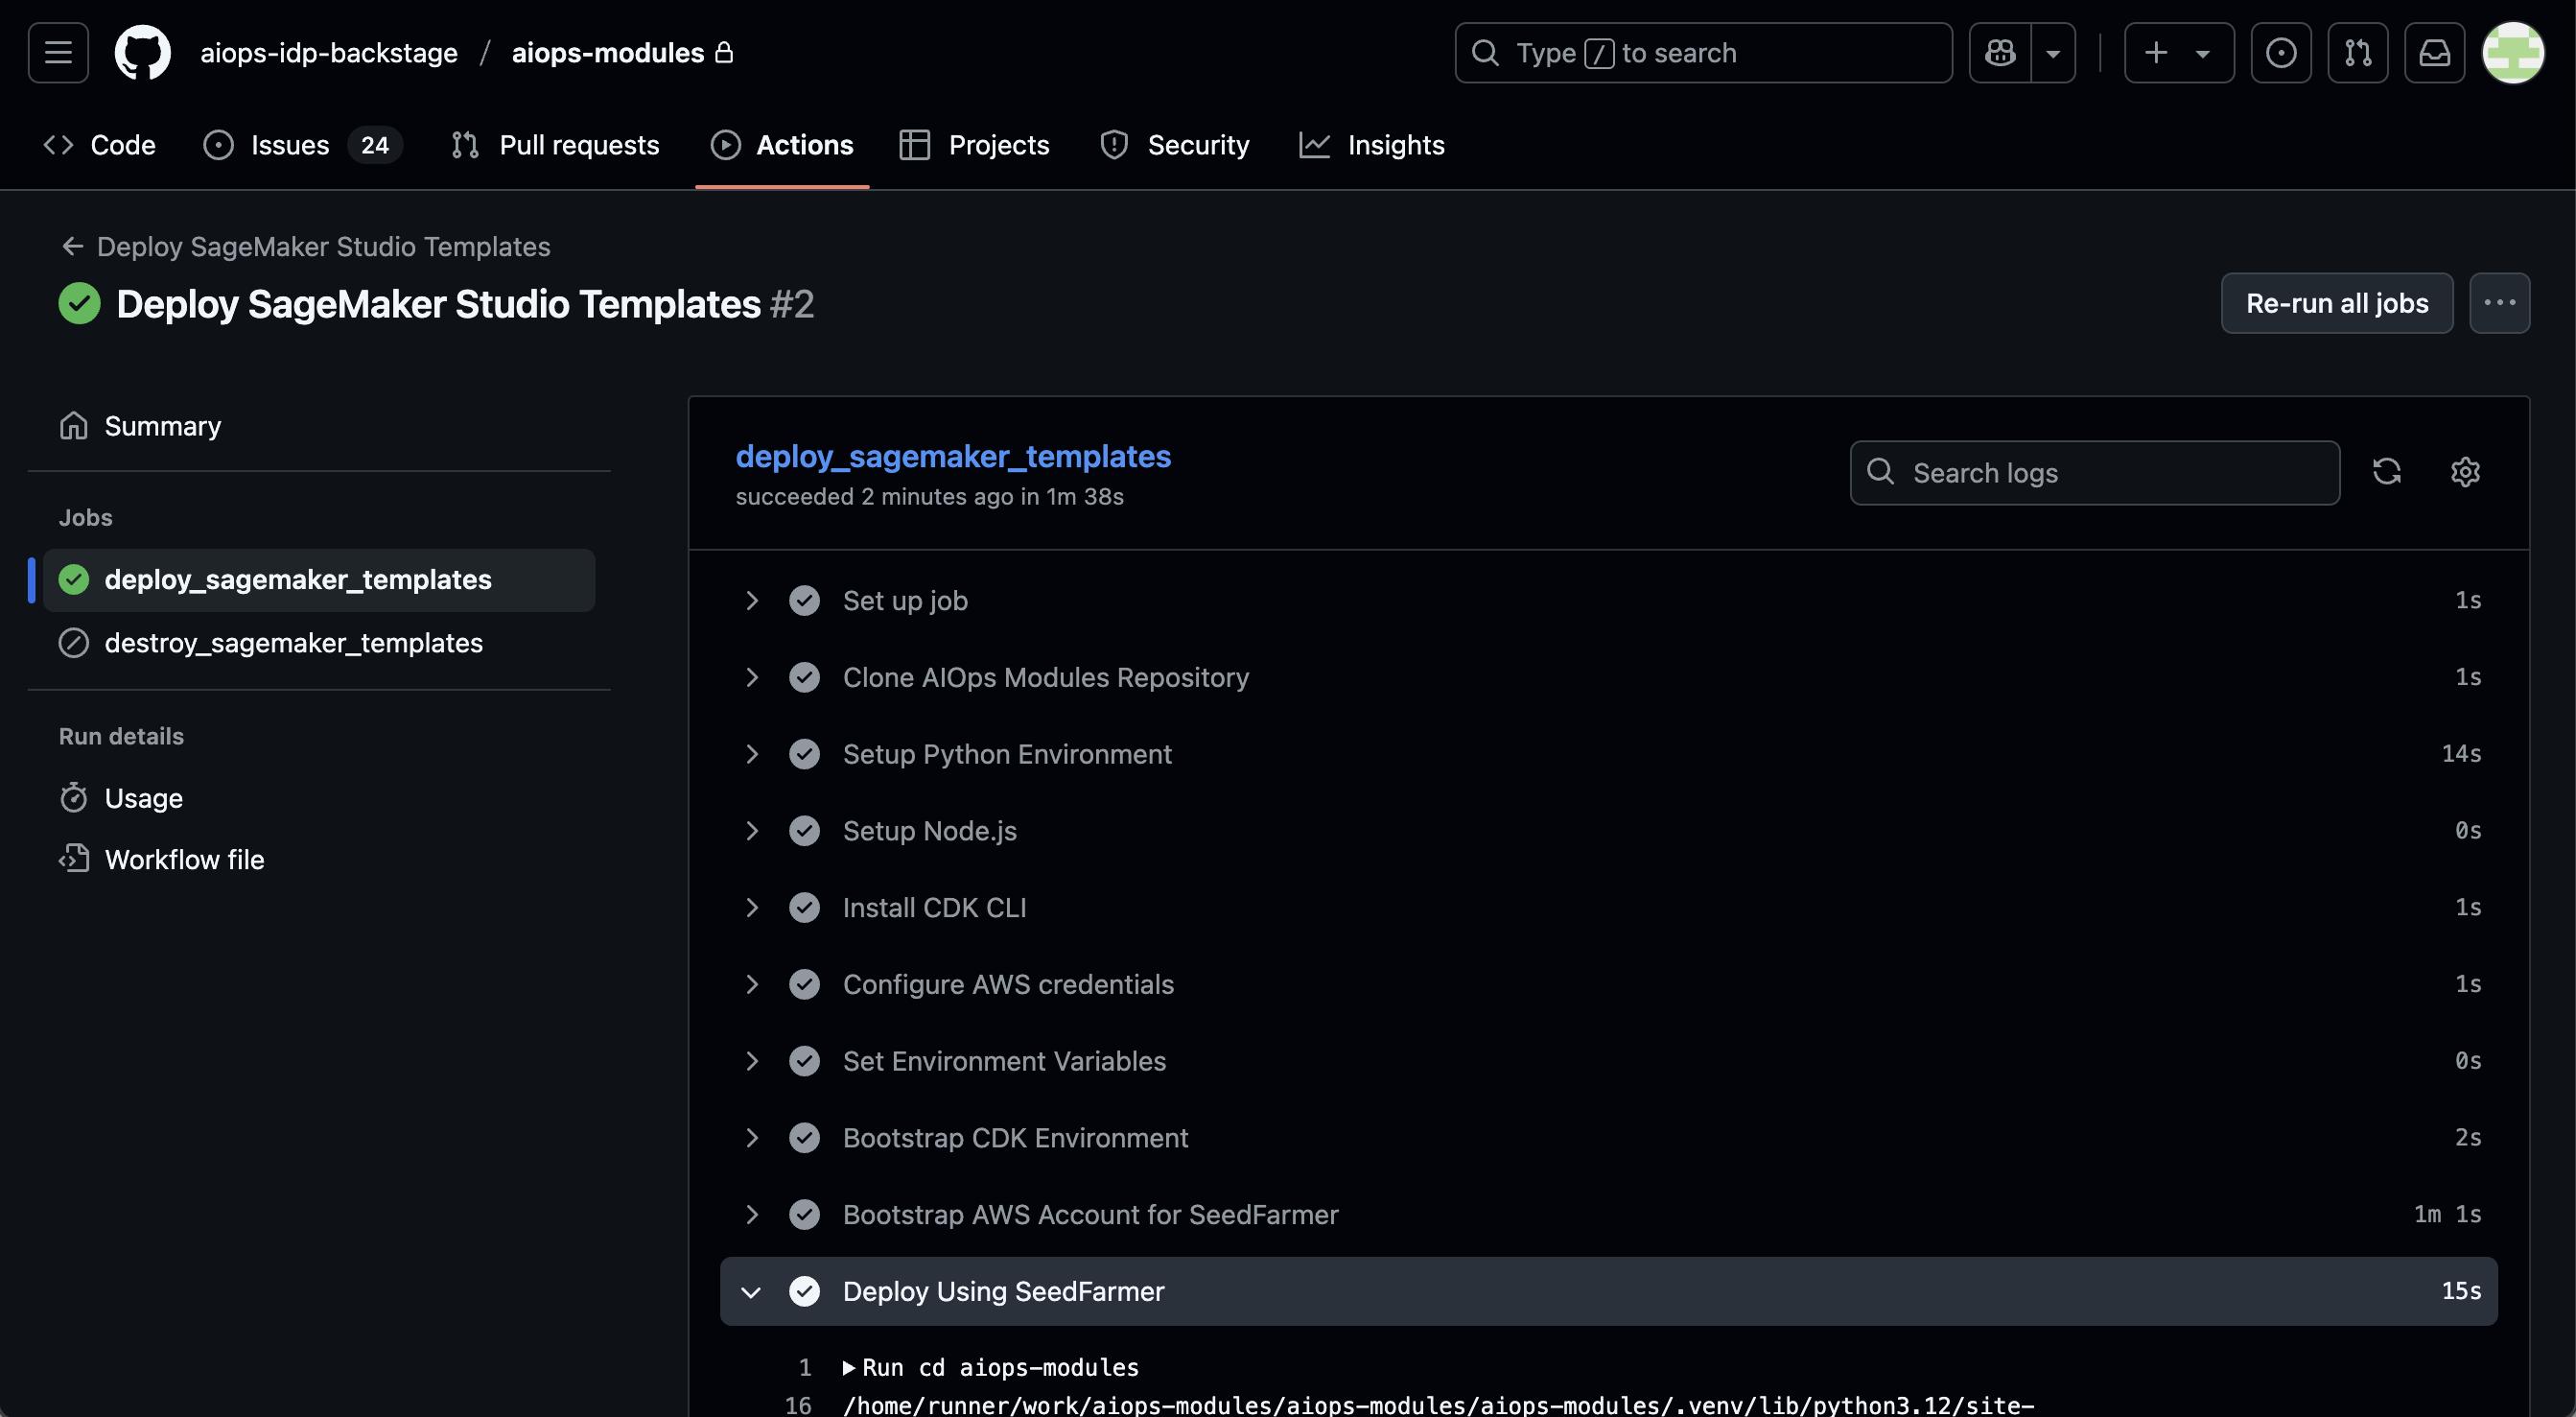 aiops-idp-backstage / aiops-modules
Type / to search
Code
Issues 24
Pull requests
Actions
Projects
Security
Insights
Deploy SageMaker Studio Templates
Deploy SageMaker Studio Templates #2
Re-run all jobs
Summary
Jobs
deploy_sagemaker_templates
destroy_sagemaker_templates
Run details
Usage
Workflow file
deploy_sagemaker_templates
succeeded 2 minutes ago in 1m 38s
Search logs
Set up job 1s
Clone AIOps Modules Repository 1s
Setup Python Environment 14s
Setup Node.js 0s
Install CDK CLI 1s
Configure AWS credentials 1s
Set Environment Variables 0s
Bootstrap CDK Environment 2s
Bootstrap AWS Account for SeedFarmer 1m 1s
Deploy Using SeedFarmer 15s
1 Run cd aiops-modules
16 /home/runner/work/aiops-modules/aiops-modules/aiops-modules/.venv/lib/python3.12/site-